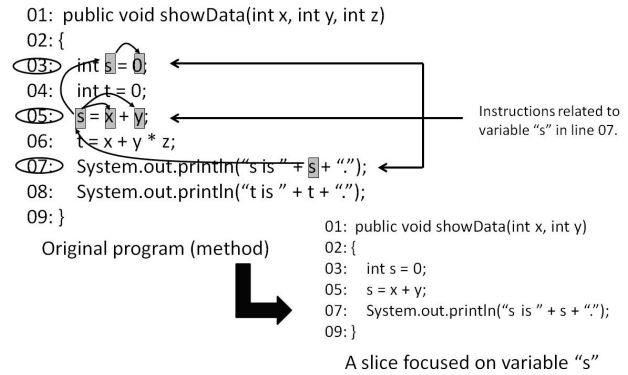 01: public void showData(int x, int y, int z)
02: {
03: int s = 0;
04: int t = 0;
05: s = x + y;
06: t = x + y * z;
07: System.out.println(“s is ” + s + “.”);
08: System.out.println(“t is ” + t + “.”);
09: }
Original program (method)
Instructions related to
variable “s” in line 07.
01: public void showData(int x, int y)
02: {
03: int s = 0;
05: s = x + y;
07: System.out.println(“s is ” + s + “.”);
09: }
A slice focused on variable “s”